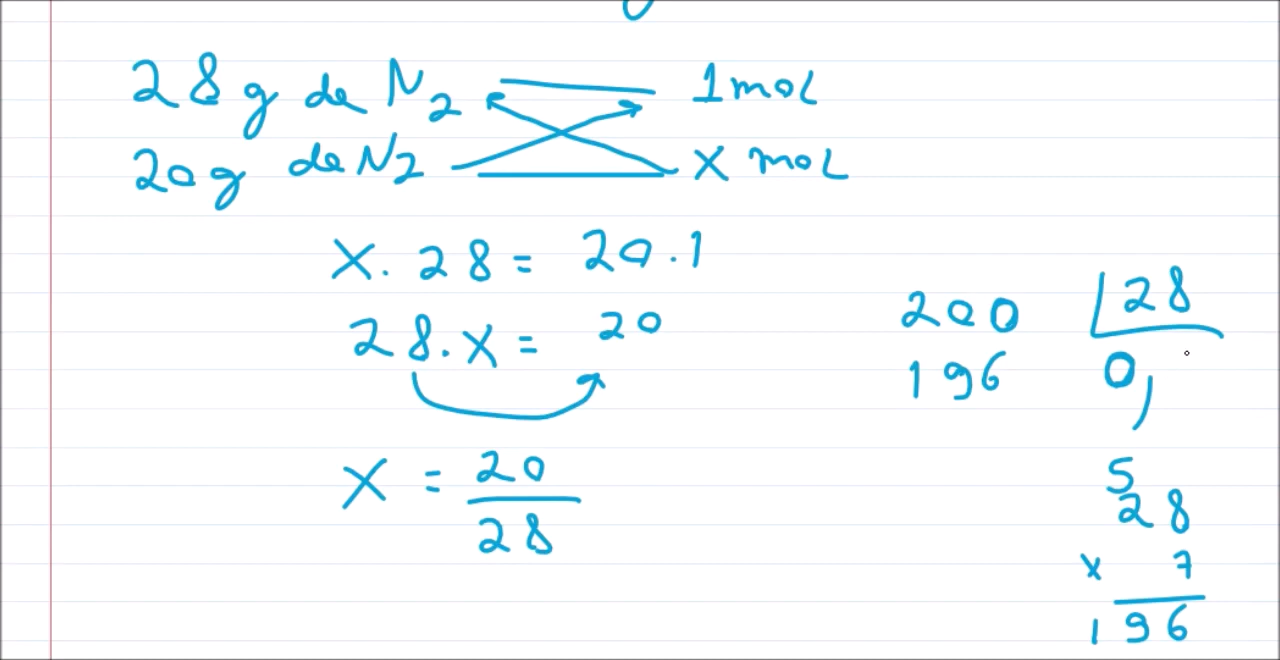 28g de N2 1mol
20g de N2 x mol
x. 28 = 20.1
28.x = 20
x = 20
28
200 28
196 0,
5
28
x 7
196